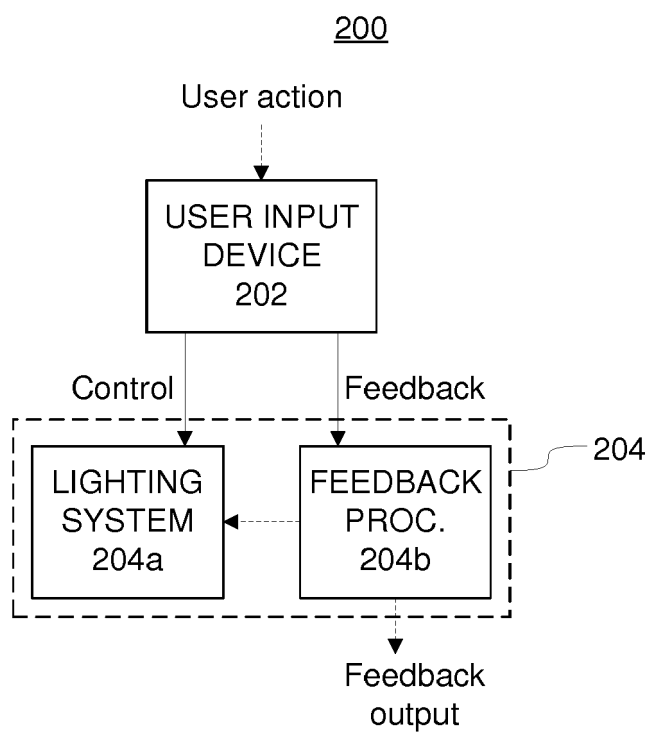 200
User action
USER INPUT
DEVICE
202
Control
Feedback
204
LIGHTING
SYSTEM
204a
FEEDBACK
PROC.
204b
Feedback
output